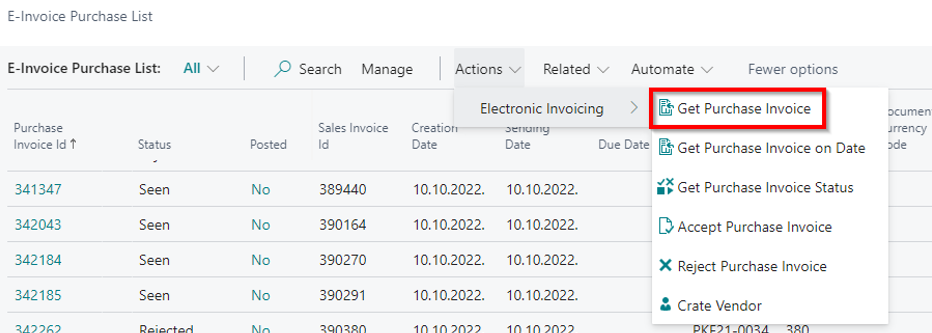 E-Invoice Purchase List
E-Invoice Purchase List: All Search Manage Actions Related Automate Fewer options
Electronic Invoicing
Get Purchase Invoice
Get Purchase Invoice on Date
Get Purchase Invoice Status
Accept Purchase Invoice
Reject Purchase Invoice
Crate Vendor
Purchase Invoice Id ↑ Status Posted Sales Invoice Id Creation Date Sending Date Due Date
341347 Seen No 389440 10.10.2022. 10.10.2022.
342043 Seen No 390164 10.10.2022. 10.10.2022.
342184 Seen No 390270 10.10.2022. 10.10.2022.
342185 Seen No 390291 10.10.2022. 10.10.2022.
342262 Rejected No 390380 10.10.2022. 10.10.2022. PKF21-0034 380